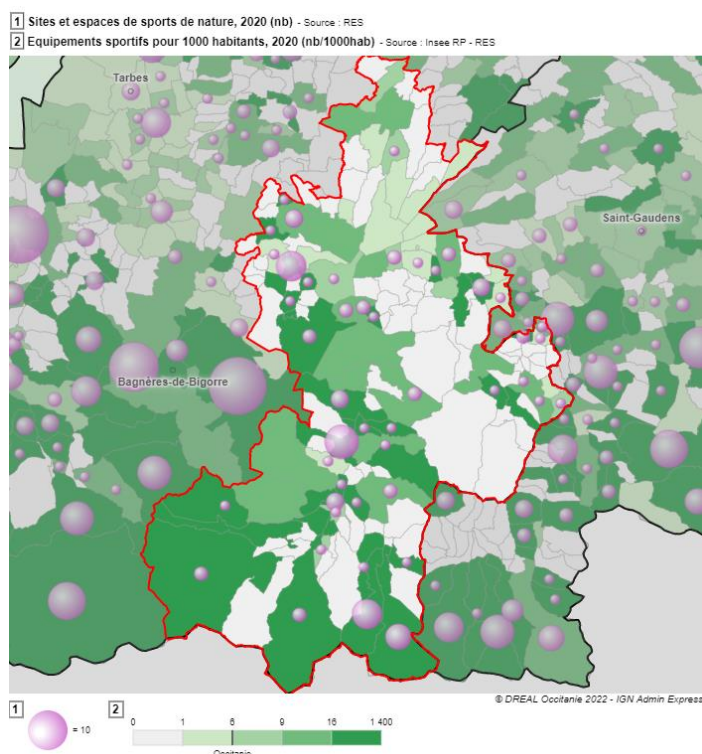 1 Sites et espaces de sports de nature, 2020 (nb) - Source : RES
2 Equipements sportifs pour 1000 habitants, 2020 (nb/1000hab) - Source : Insee RP - RES
Tarbes
Saint-Gaudens
Bagnères-de-Bigorre
© DREAL Occitanie 2022 - IGN Admin Express
1
= 10
2
0 1 6 9 16 1 400
Occitanie